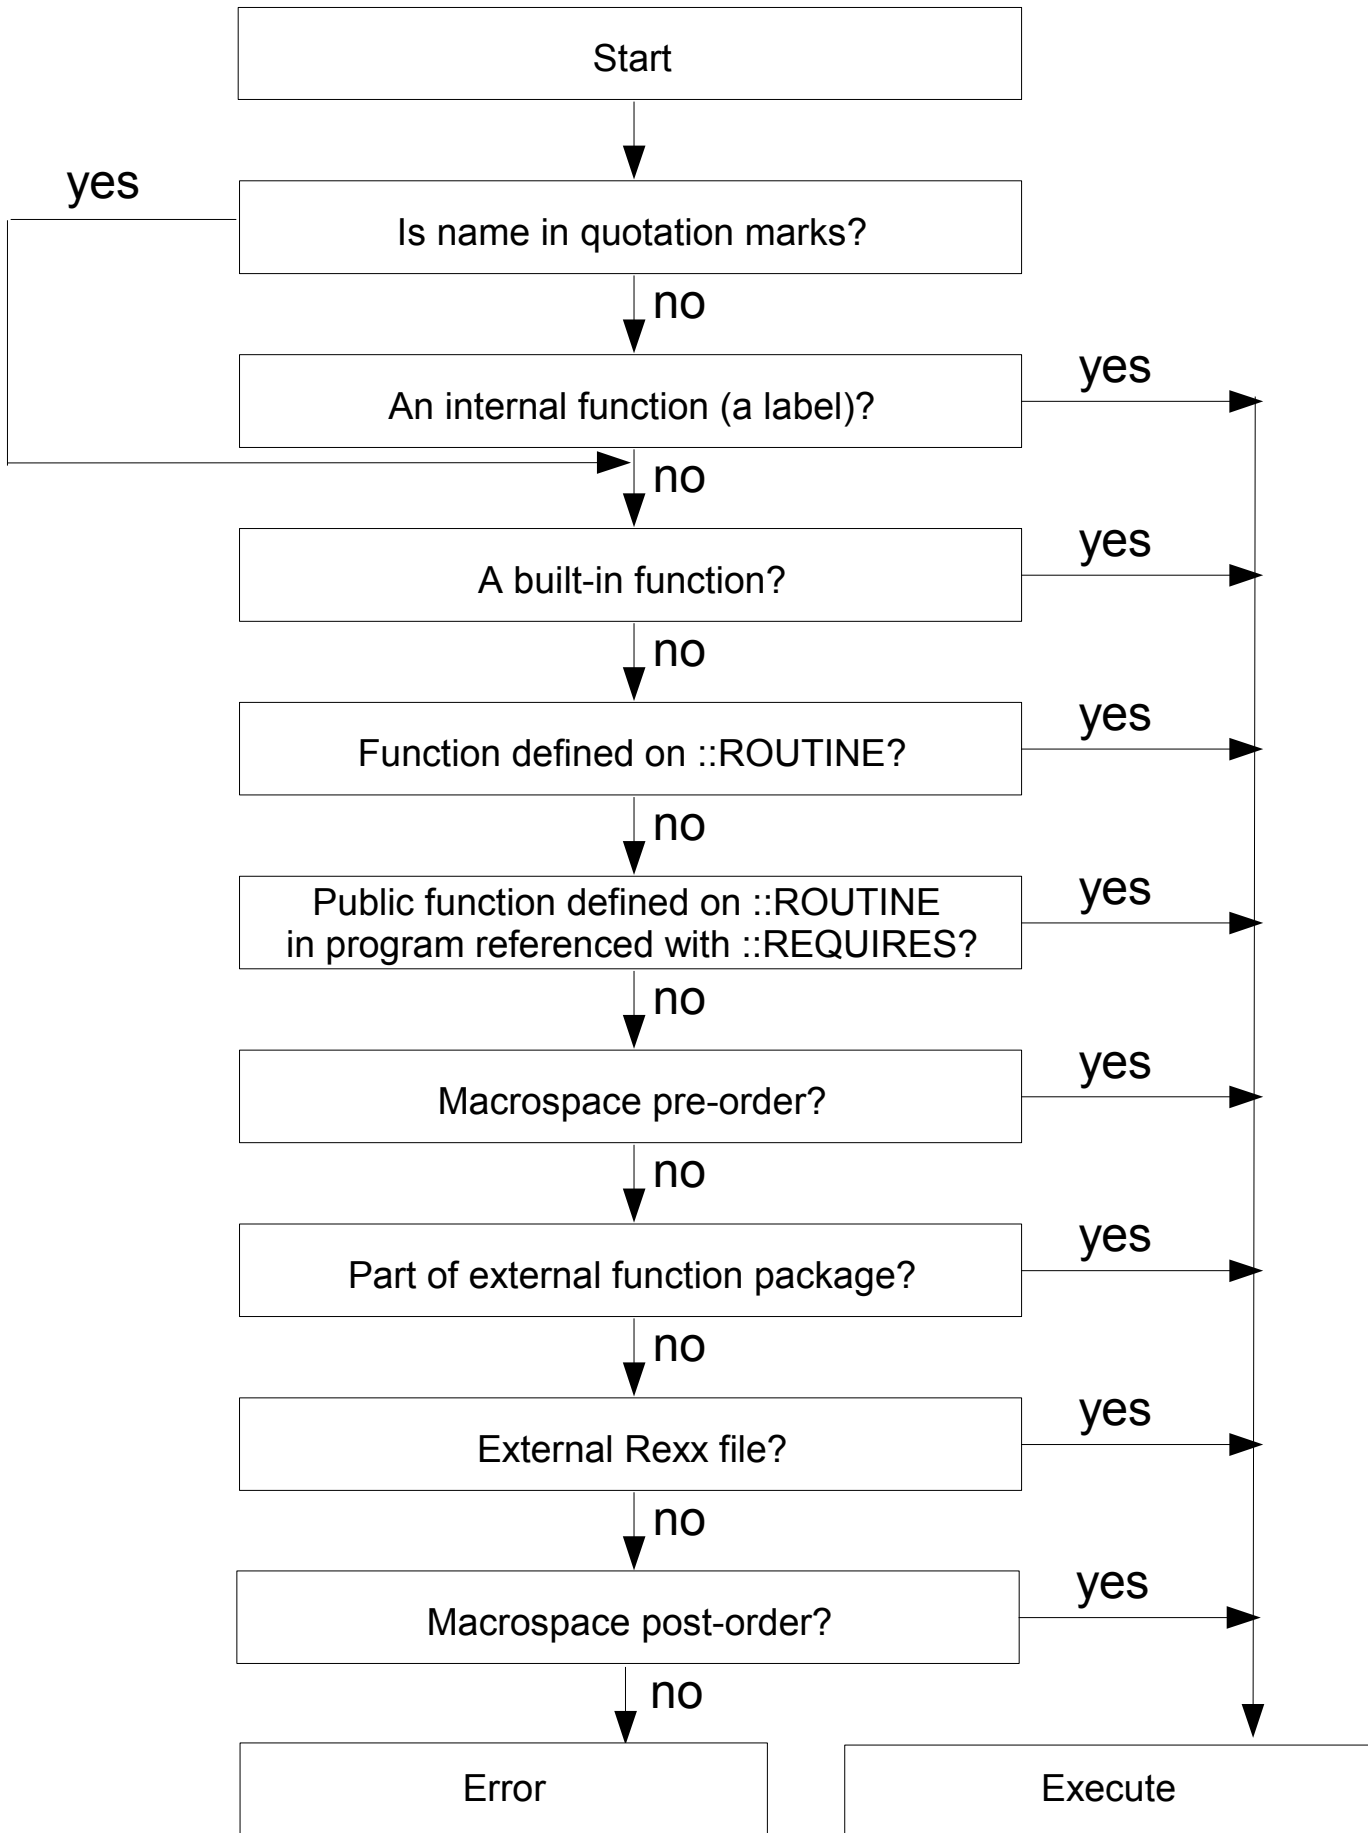 Start
yes
Is name in quotation marks?
no
yes
An internal function (a label)?
no
yes
A built-in function?
no
yes
Function defined on ::ROUTINE?
no
yes
Public function defined on ::ROUTINE
in program referenced with ::REQUIRES?
no
yes
Macrospace pre-order?
no
yes
Part of external function package?
no
yes
External Rexx file?
no
yes
Macrospace post-order?
no
Error
Execute